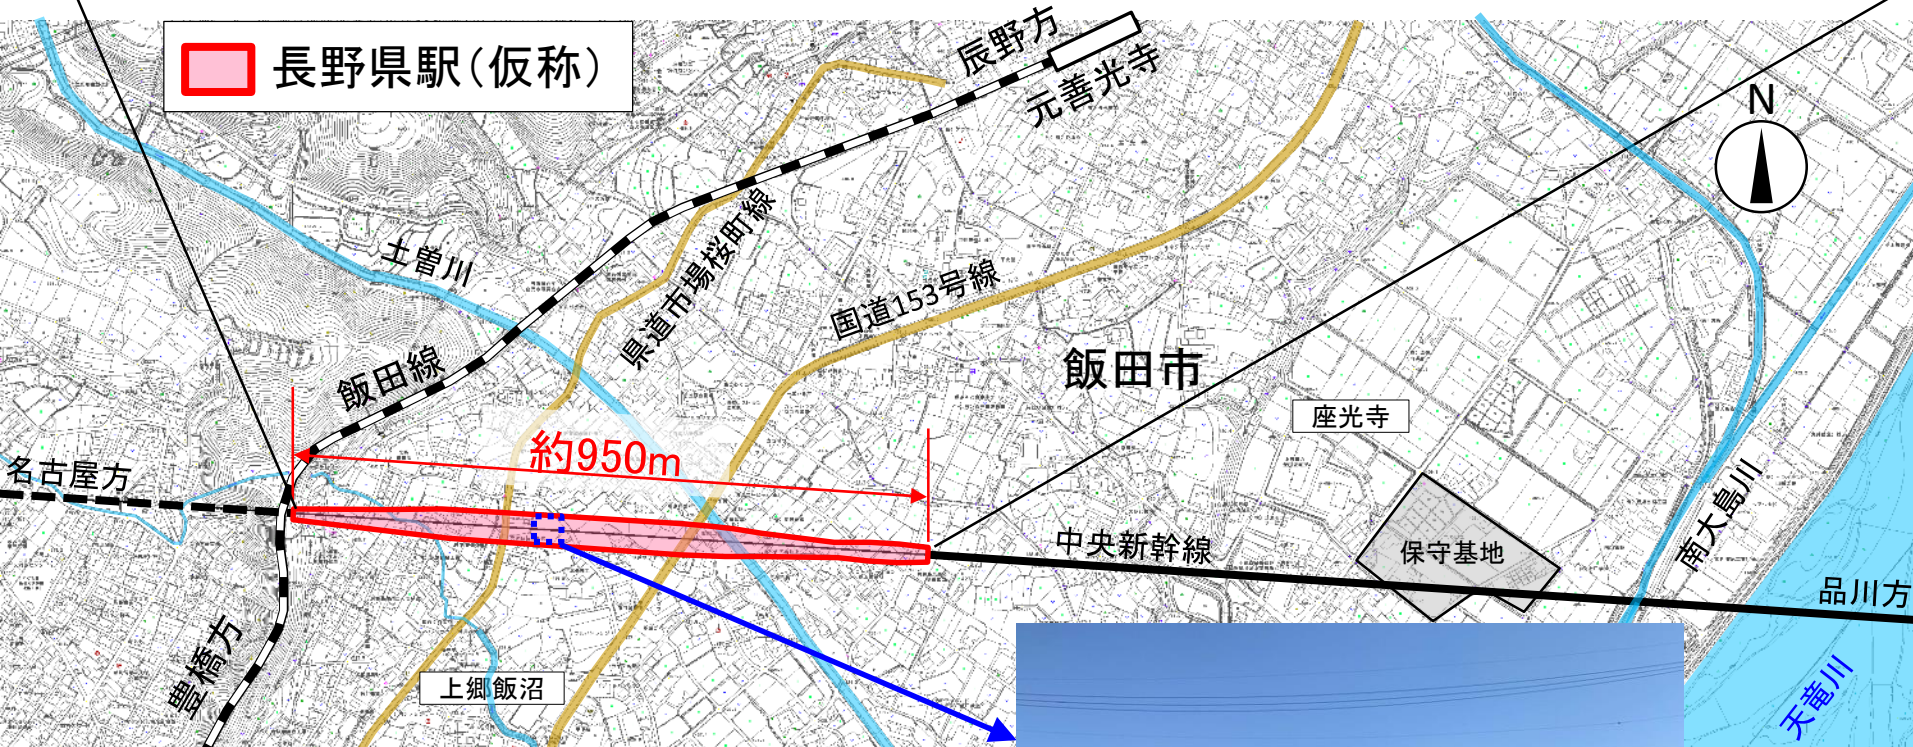 長野県駅（仮称）
辰野方
元善光寺
N
土曽川
県道市場桜町線
国道153号線
飯田線
飯田市
座光寺
約950m
名古屋方
中央新幹線
保守基地
南大島川
品川方
豊橋方
上郷飯沼
天竜川